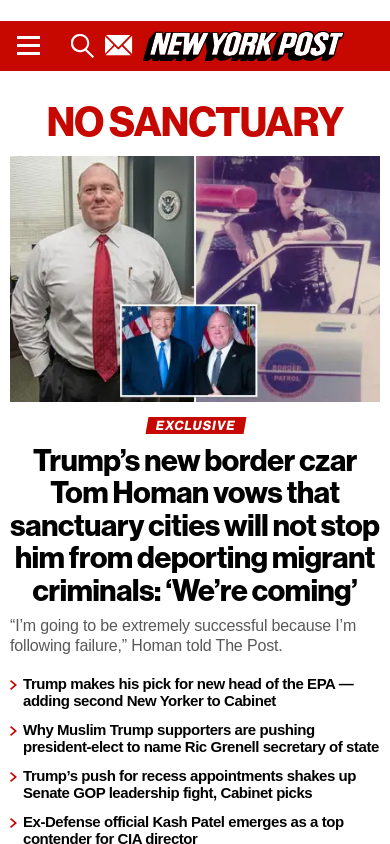 NEW YORK POST
NO SANCTUARY
BORDER
PATROL
EXCLUSIVE
Trump’s new border czar
Tom Homan vows that
sanctuary cities will not stop
him from deporting migrant
criminals: ‘We’re coming’
“I’m going to be extremely successful because I’m
following failure,” Homan told The Post.
Trump makes his pick for new head of the EPA —
adding second New Yorker to Cabinet
Why Muslim Trump supporters are pushing
president-elect to name Ric Grenell secretary of state
Trump’s push for recess appointments shakes up
Senate GOP leadership fight, Cabinet picks
Ex-Defense official Kash Patel emerges as a top
contender for CIA director